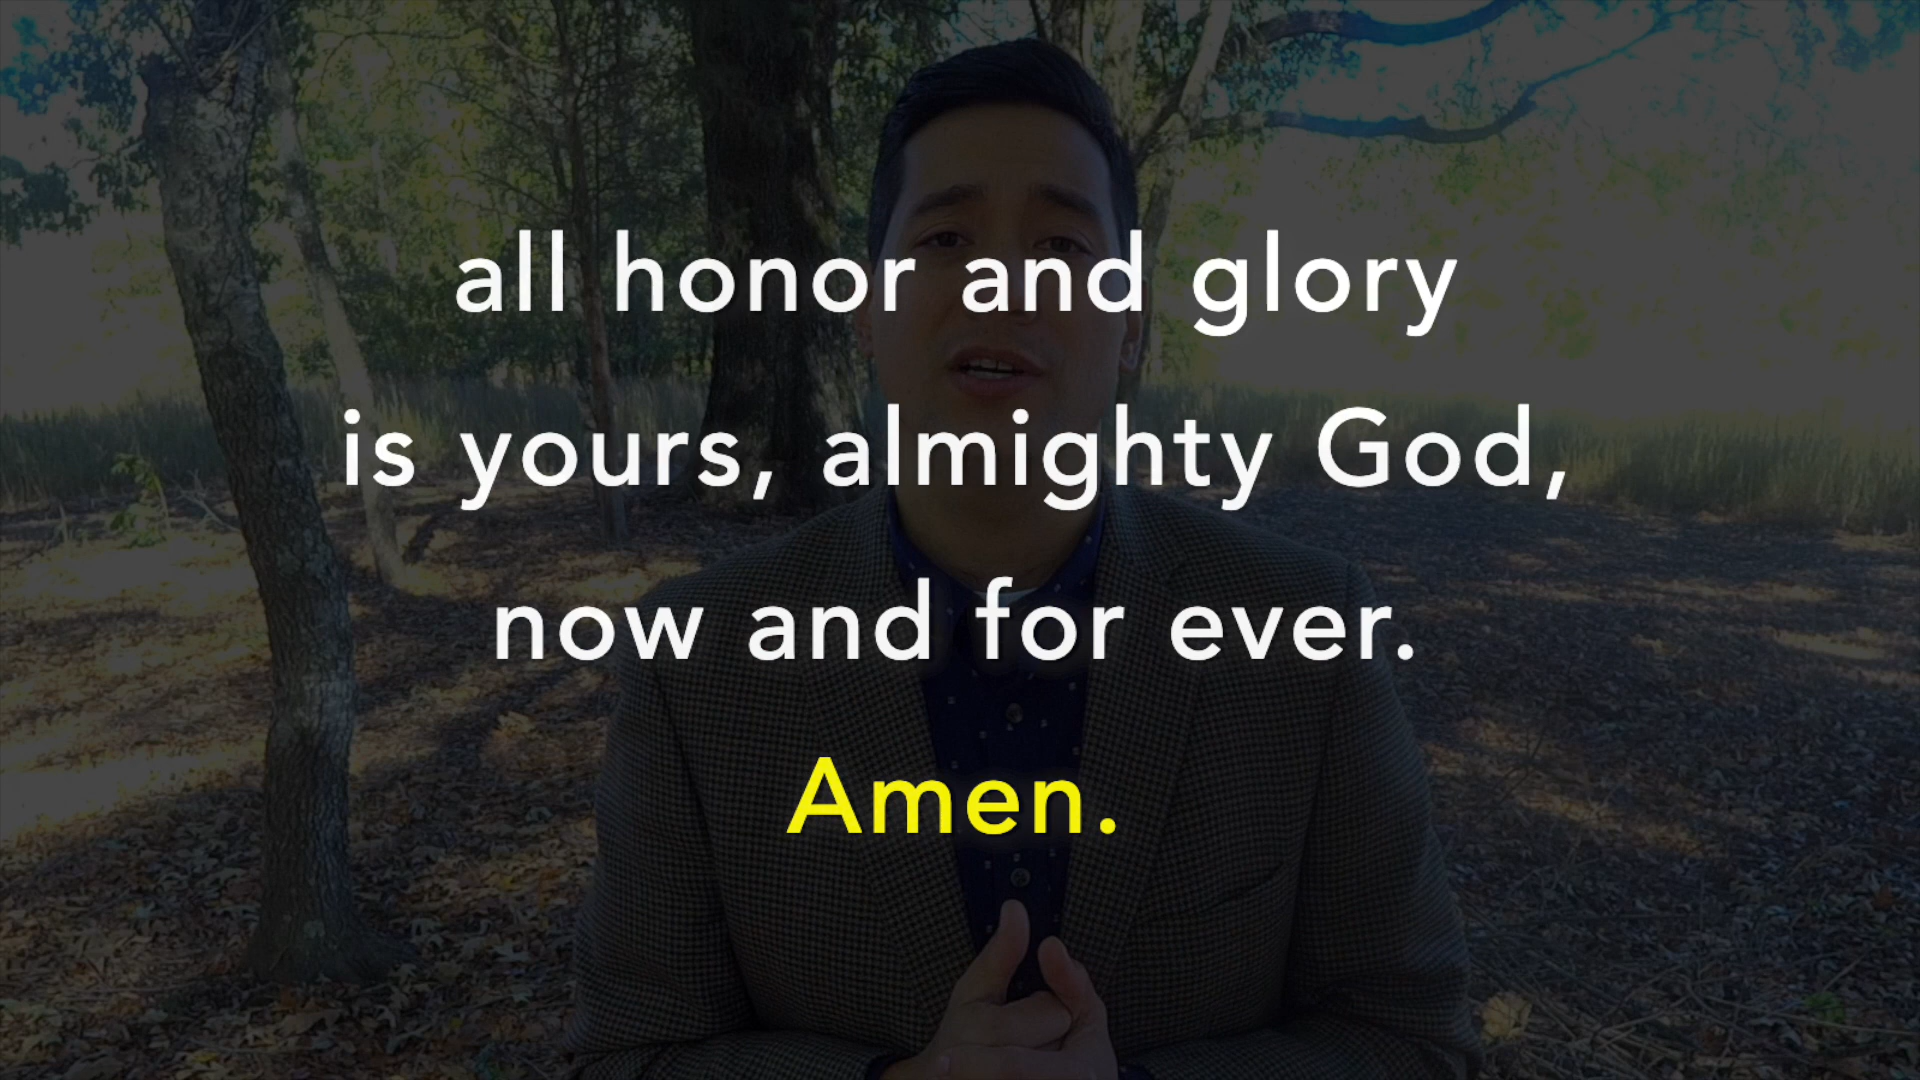 all honor and glory
is yours, almighty God,
now and for ever.
Amen.